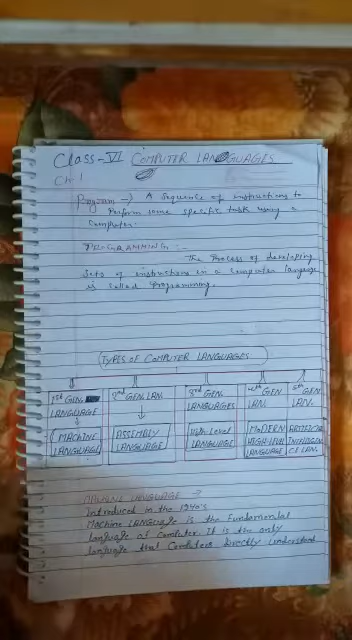 Class-VI COMPUTER LANGUAGES
Ch-1
Program → A sequence of instructions to
Perform some specific task using a
Computer.
PROGRAMMING :-
The Process of developing
Sets of instructions in a Computer language
is called Programming.
TYPES OF COMPUTER LANGUAGES
1st GEN LANGUAGE
MACHINE LANGUAGE
2nd GEN. LAN.
ASSEMBLY LANGUAGE
3rd GEN. LANGUAGES
High Level LANGUAGE
4th GEN LAN.
MODERN HIGH-LEVEL LANGUAGE
5th GEN LAN.
MACHINE LANGUAGE →
Introduced in the 1940's
Machine LANGUAGE is the Fundamental
language of Computer. It is the only
language that Computers Directly understand